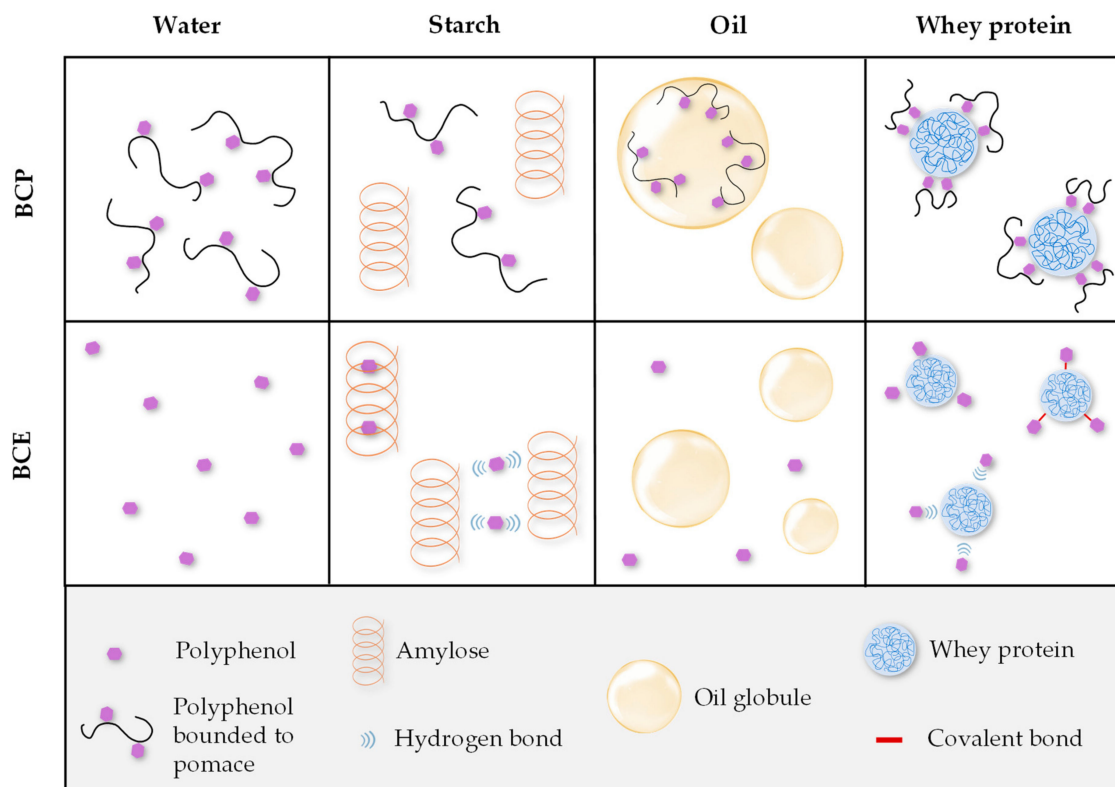 Water
Starch
Oil
Whey protein
BCP
BCE
Polyphenol
Amylose
Whey protein
Oil globule
Polyphenol
bounded to
pomace
Hydrogen bond
Covalent bond